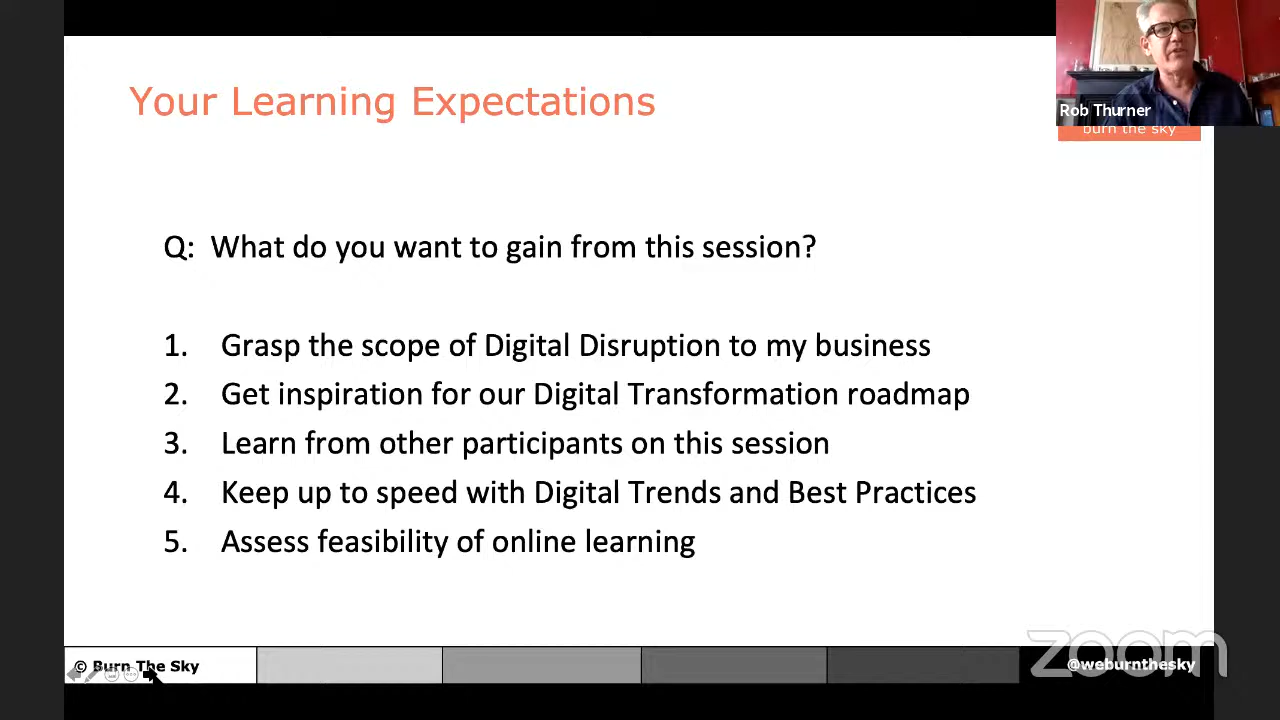 Your Learning Expectations
Rob Thurner
burn the sky
Q: What do you want to gain from this session?
1. Grasp the scope of Digital Disruption to my business
2. Get inspiration for our Digital Transformation roadmap
3. Learn from other participants on this session
4. Keep up to speed with Digital Trends and Best Practices
5. Assess feasibility of online learning
© Burn The Sky
zoom
@weburnthesky